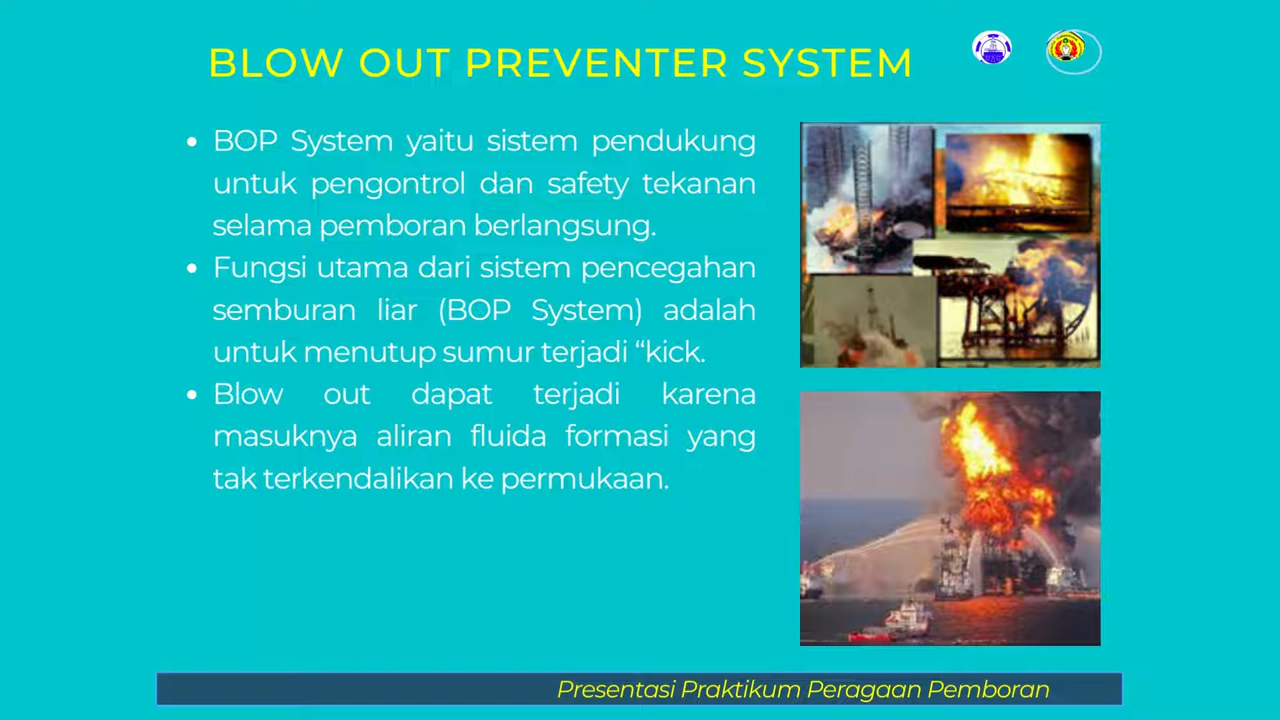 BLOW OUT PREVENTER SYSTEM
• BOP System yaitu sistem pendukung
untuk pengontrol dan safety tekanan
selama pemboran berlangsung.
• Fungsi utama dari sistem pencegahan
semburan liar (BOP System) adalah
untuk menutup sumur terjadi “kick.
• Blow out dapat terjadi karena
masuknya aliran fluida formasi yang
tak terkendalikan ke permukaan.
Presentasi Praktikum Peragaan Pemboran